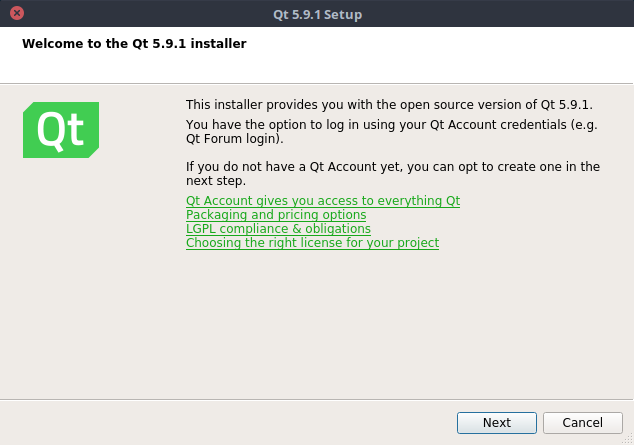 Qt 5.9.1 Setup
Welcome to the Qt 5.9.1 installer
Qt
This installer provides you with the open source version of Qt 5.9.1.
You have the option to log in using your Qt Account credentials (e.g.
Qt Forum login).
If you do not have a Qt Account yet, you can opt to create one in the
next step.
Qt Account gives you access to everything Qt
Packaging and pricing options
LGPL compliance & obligations
Choosing the right license for your project
Next
Cancel